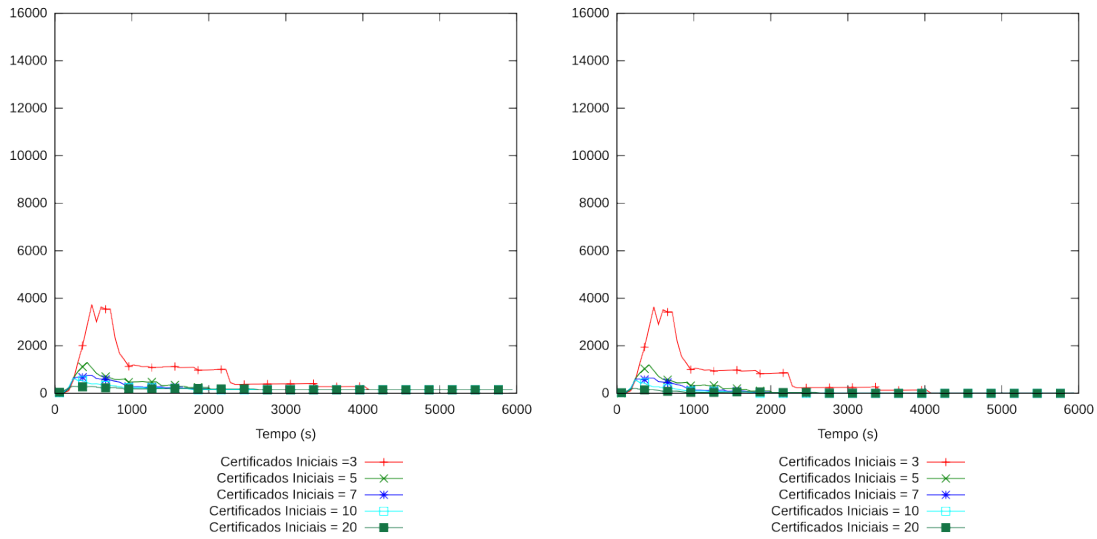 16000
14000
12000
10000
8000
6000
4000
2000
0
0 1000 2000 3000 4000 5000 6000
Tempo (s)
Certificados Iniciais =3
Certificados Iniciais = 5
Certificados Iniciais = 7
Certificados Iniciais = 10
Certificados Iniciais = 20
16000
14000
12000
10000
8000
6000
4000
2000
0
0 1000 2000 3000 4000 5000 6000
Tempo (s)
Certificados Iniciais = 3
Certificados Iniciais = 5
Certificados Iniciais = 7
Certificados Iniciais = 10
Certificados Iniciais = 20